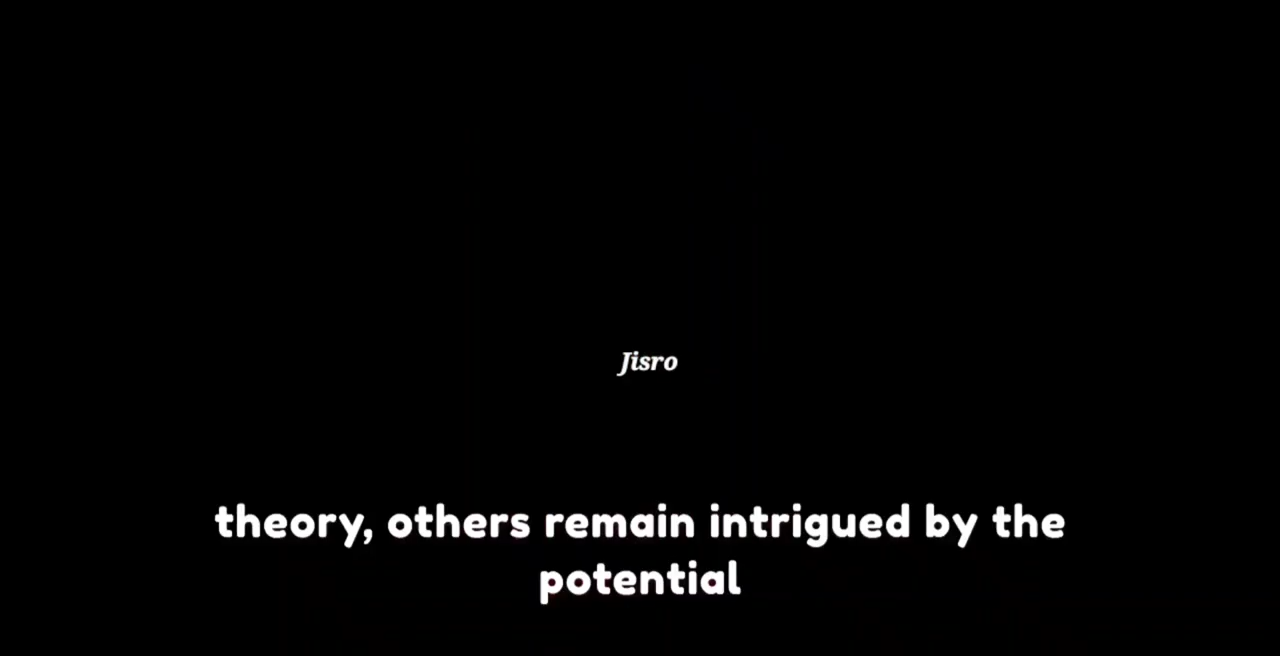 Jisro
theory, others remain intrigued by the
potential